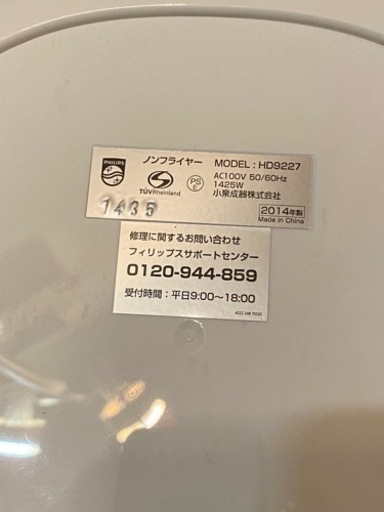 PHILIPS
ノンフライヤー MODEL : HD9227
TÜVRheinland
PS
E
AC100V 50/60Hz
1425W
小泉成器株式会社
1435
2014年製
Made in China
修理に関するお問い合わせ
フィリップスサポートセンター
0120-944-859
受付時間：平日9:00〜18:00